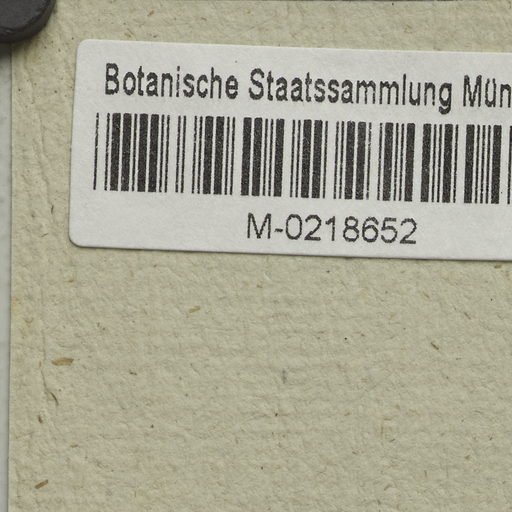 Botanische Staatssammlung Mün
M-0218652